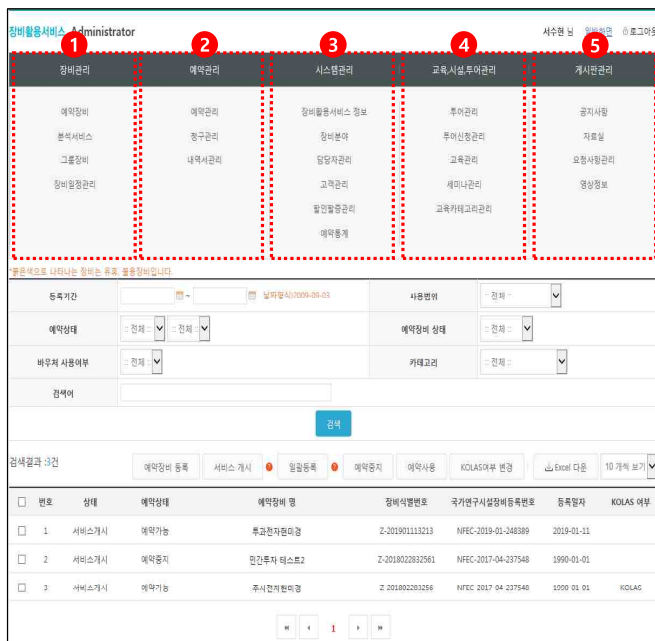 장비활용서비스 Administrator
서수현 님 일반화면 로그아웃
1 2 3 4 5
장비관리 예약관리 시스템관리 교육,시설,투어관리 게시판관리
예약장비 예약관리 장비활용서비스 정보 투어관리 공지사항
분석서비스 청구관리 장비분야 투어신청관리 자료실
그룹장비 내역서관리 담당자관리 교육관리 요청사항관리
장비일정관리 고객관리 세미나관리 영상정보
할인할증관리 교육카테고리관리
예약통계
*붉은색으로 나타나는 장비는 유휴, 불용장비입니다.
등록기간 ~ 날짜형식:2009-09-03 사용범위 :: 전체 ::
예약상태 :: 전체 :: :: 전체 :: 예약장비 상태 :: 전체 ::
바우처 사용여부 :: 전체 :: 카테고리 :: 전체 ::
검색어
검색
검색결과 :3건 예약장비 등록 서비스 개시 ? 일괄등록 ? 예약중지 예약사용 KOLAS여부 변경 Excel 다운 10 개씩 보기
번호 상태 예약상태 예약장비 명 장비식별번호 국가연구시설장비등록번호 등록일자 KOLAS 여부
1 서비스개시 예약가능 투과전자현미경 Z-201901113213 NFEC-2019-01-248389 2019-01-11
2 서비스개시 예약중지 민간투자 테스트2 Z-2018022832561 NFEC-2017-04-237548 1990-01-01
3 서비스개시 예약가능 주사전자현미경 Z-201802283256 NFEC-2017-04-237548 1990-01-01 KOLAS
1